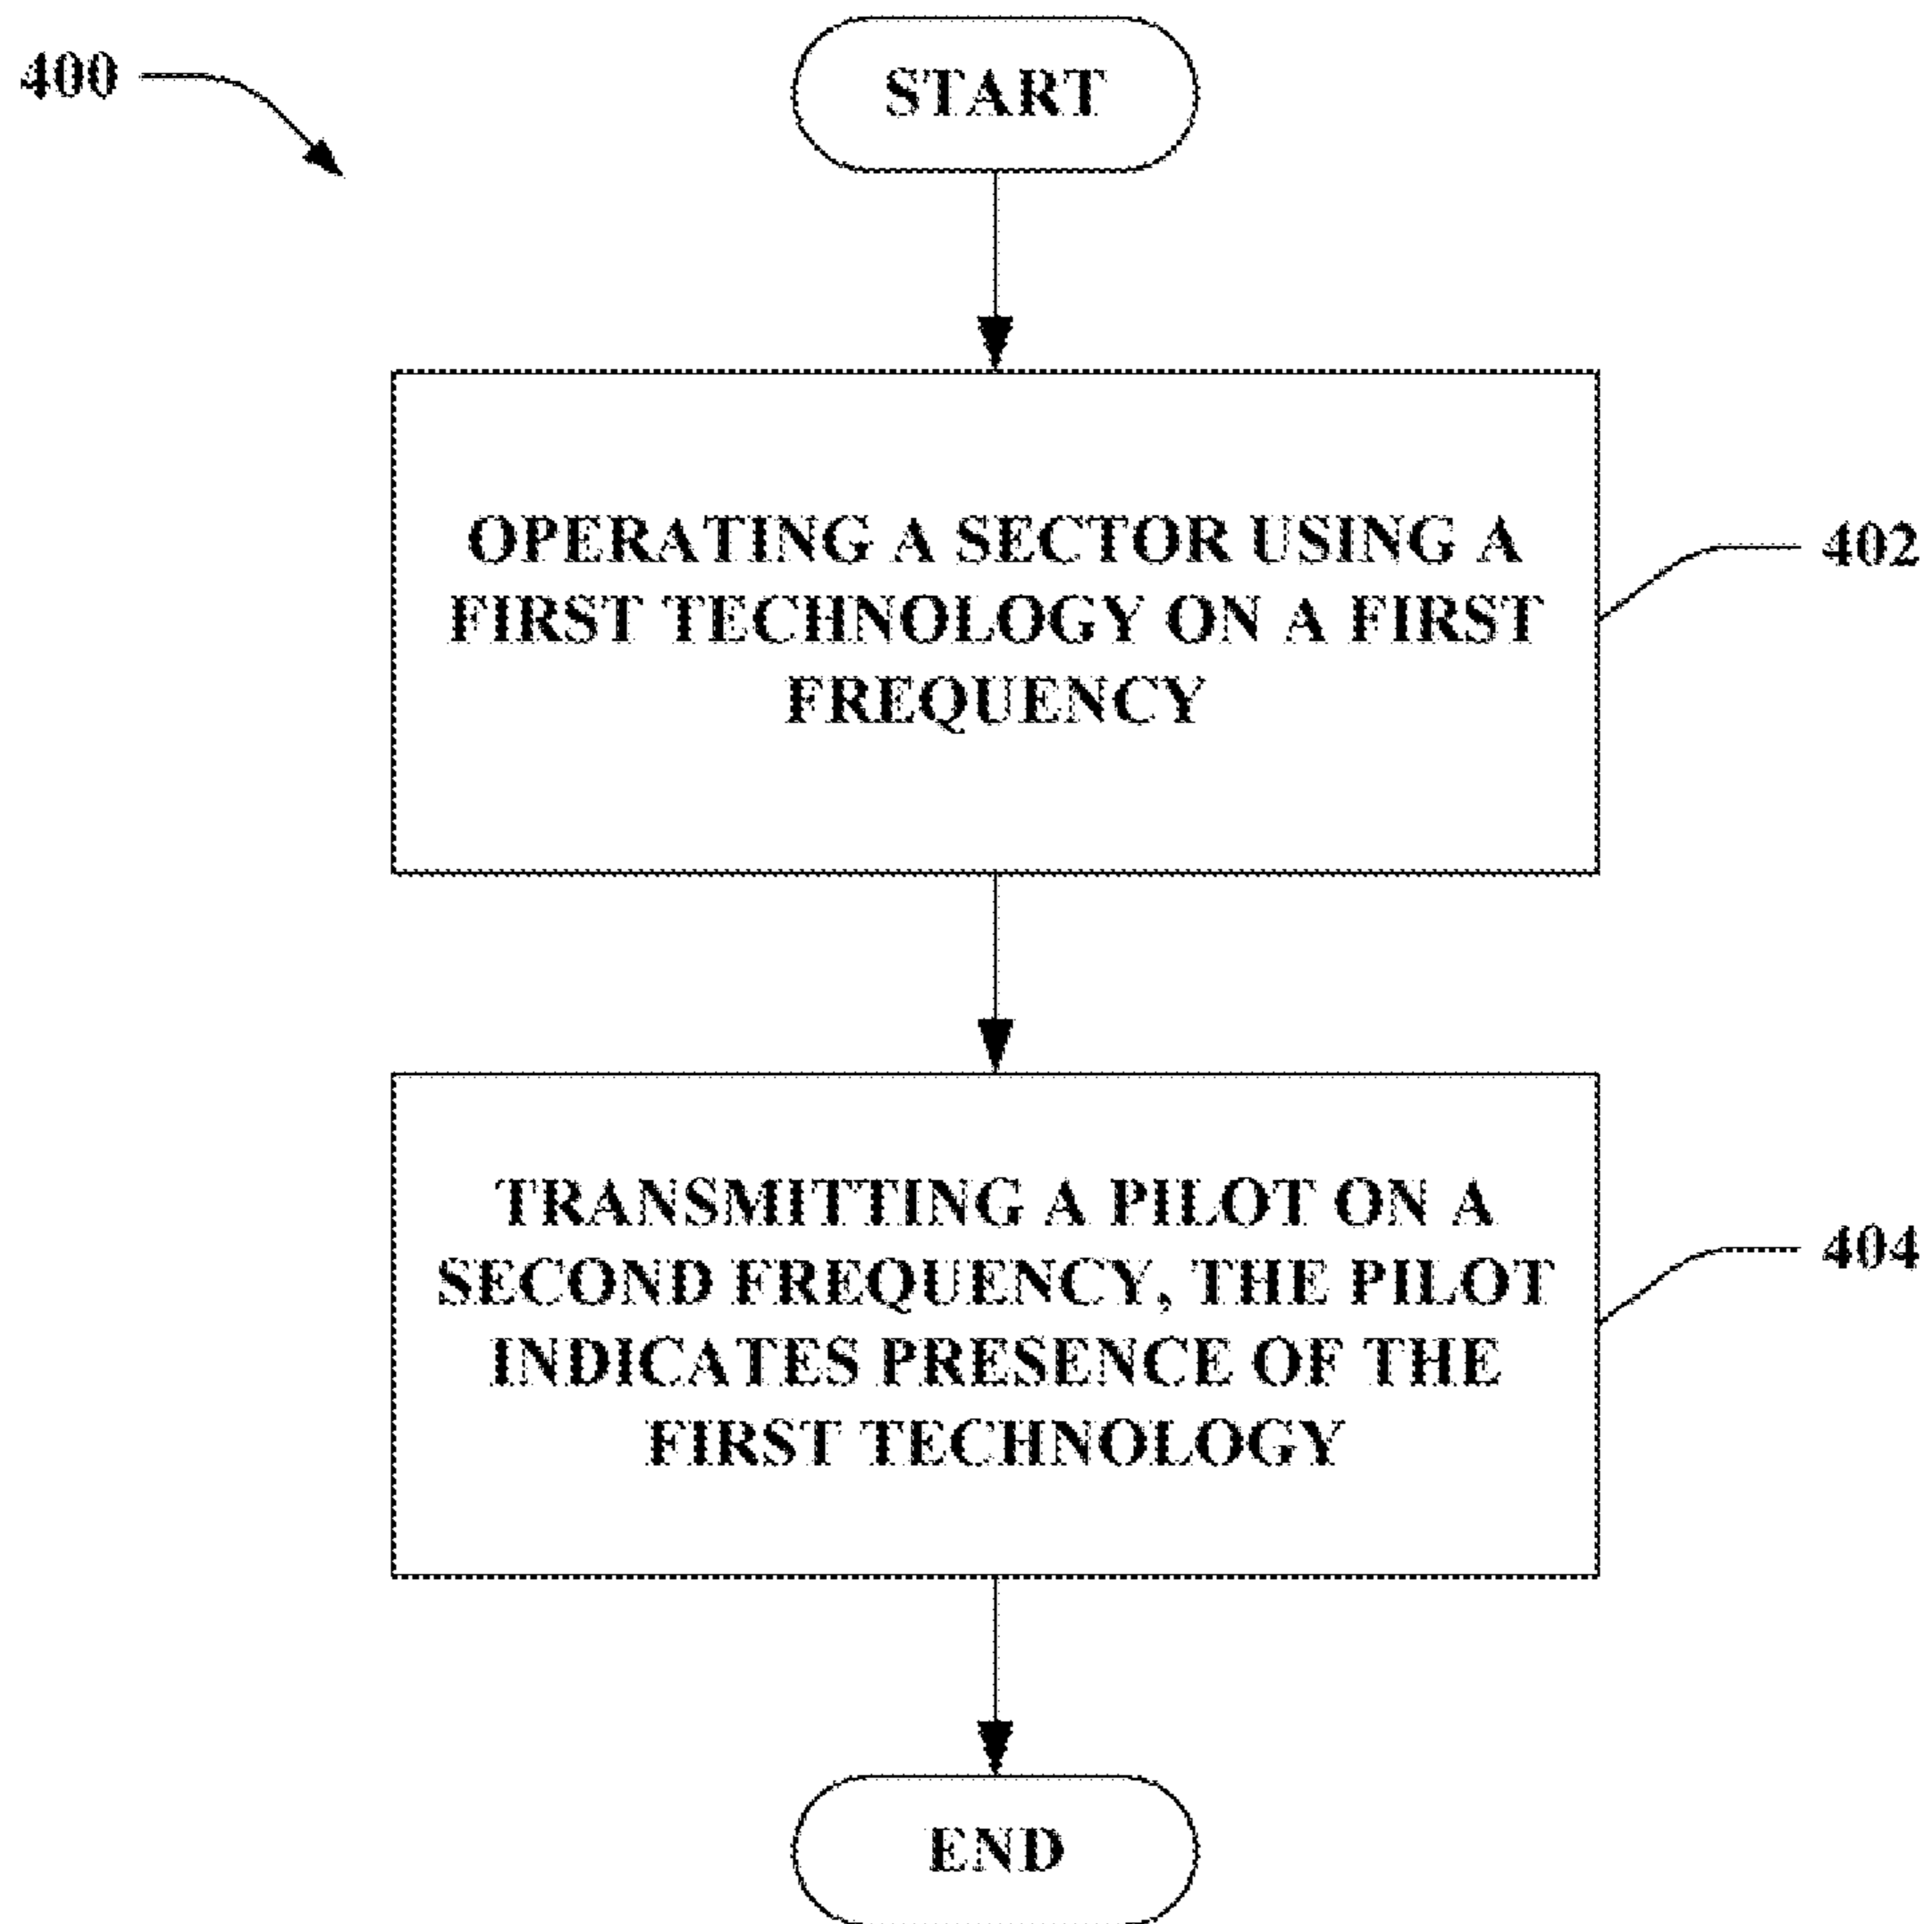 400
START
OPERATING A SECTOR USING A
FIRST TECHNOLOGY ON A FIRST
FREQUENCY
402
TRANSMITTING A PILOT ON A
SECOND FREQUENCY, THE PILOT
INDICATES PRESENCE OF THE
FIRST TECHNOLOGY
404
END